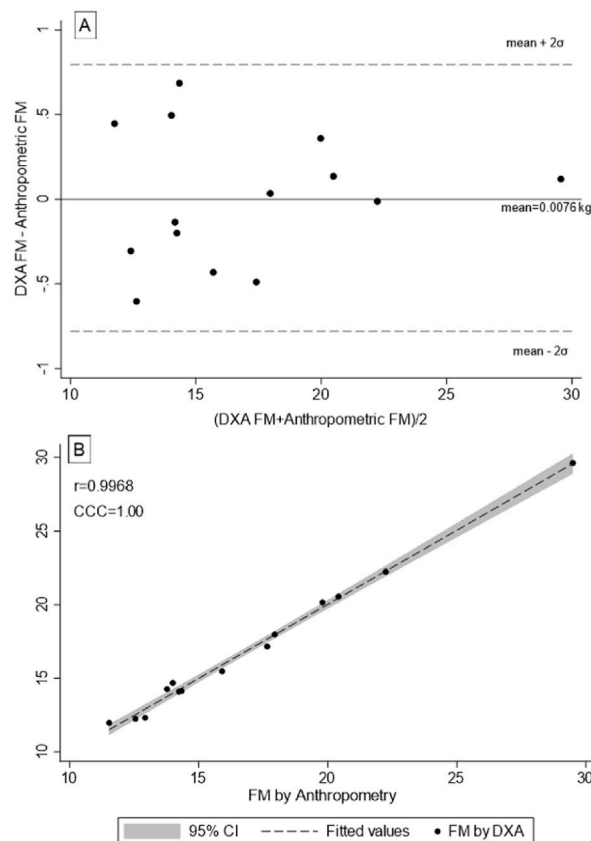 A
DXA FM - Anthropometric FM
1
.5
0
-.5
-1
mean + 2σ
mean=0.0076 kg
mean - 2σ
10 15 20 25 30
(DXA FM+Anthropometric FM)/2
B
r=0.9968
CCC=1.00
30
25
20
15
10
10 15 20 25 30
FM by Anthropometry
95% CI Fitted values FM by DXA